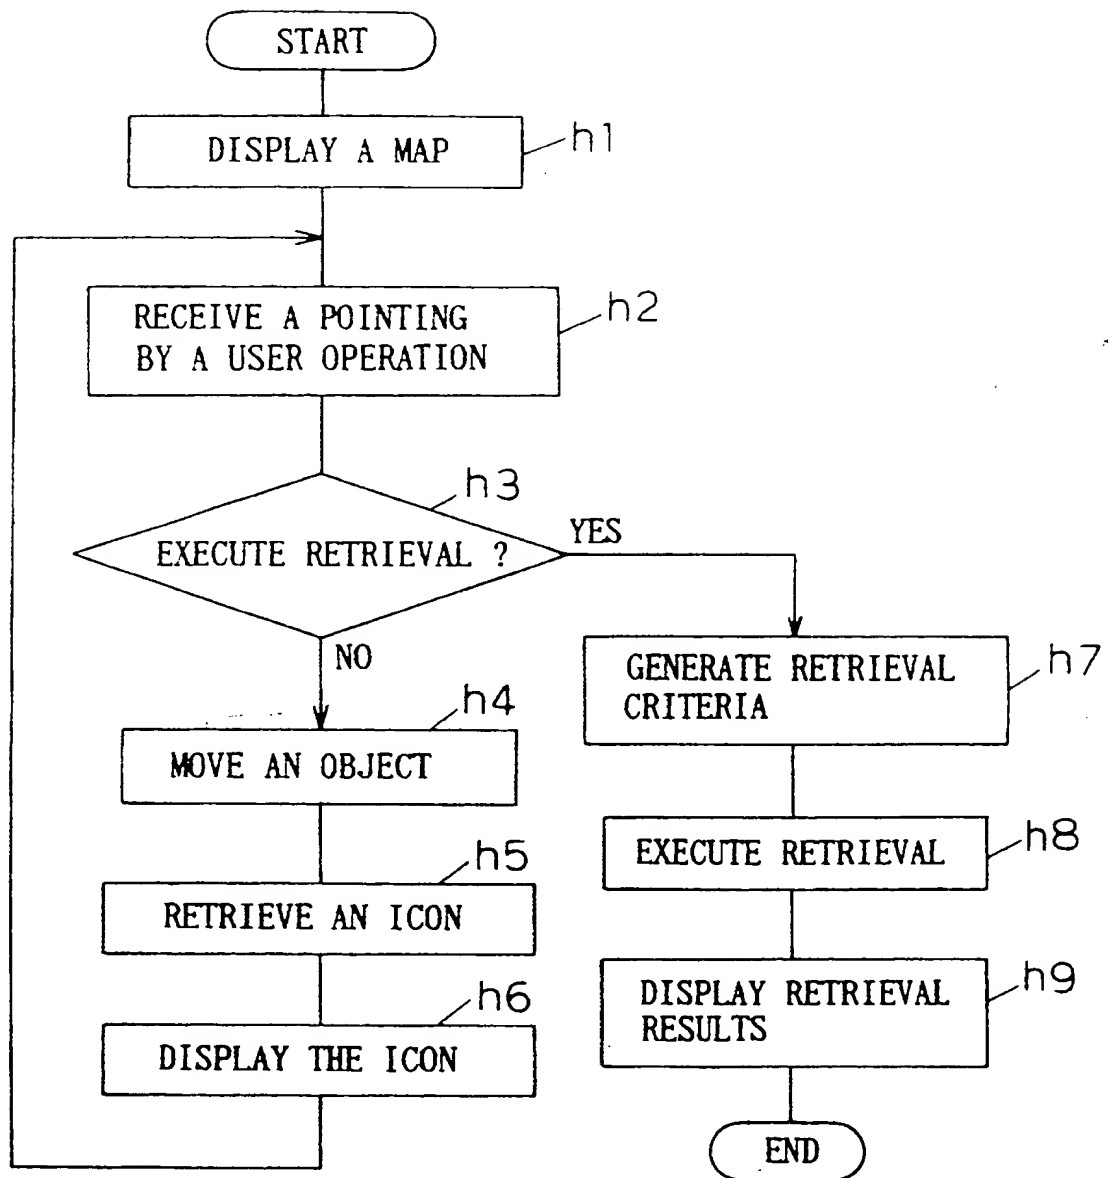 START
DISPLAY A MAP
h1
RECEIVE A POINTING
BY A USER OPERATION
h2
h3
EXECUTE RETRIEVAL ?
YES
NO
h4
MOVE AN OBJECT
h5
RETRIEVE AN ICON
h6
DISPLAY THE ICON
GENERATE RETRIEVAL
CRITERIA
h7
EXECUTE RETRIEVAL
h8
DISPLAY RETRIEVAL
RESULTS
h9
END